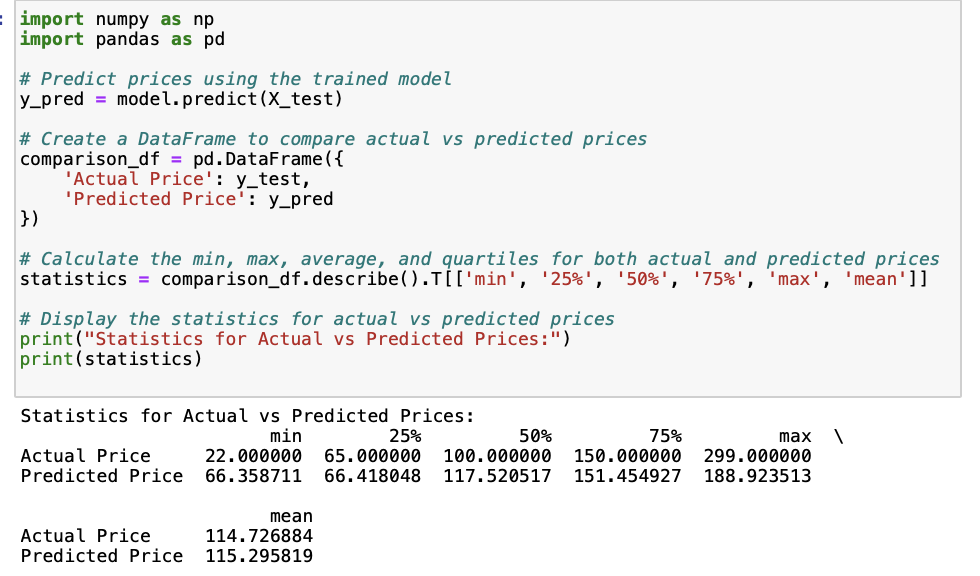 :
import numpy as np
import pandas as pd
# Predict prices using the trained model
y_pred = model.predict(X_test)
# Create a DataFrame to compare actual vs predicted prices
comparison_df = pd.DataFrame({
    'Actual Price': y_test,
    'Predicted Price': y_pred
})
# Calculate the min, max, average, and quartiles for both actual and predicted prices
statistics = comparison_df.describe().T[['min', '25%', '50%', '75%', 'max', 'mean']]
# Display the statistics for actual vs predicted prices
print("Statistics for Actual vs Predicted Prices:")
print(statistics)
Statistics for Actual vs Predicted Prices:
                       min        25%         50%         75%         max  \
Actual Price     22.000000  65.000000  100.000000  150.000000  299.000000
Predicted Price  66.358711  66.418048  117.520517  151.454927  188.923513
                       mean
Actual Price     114.726884
Predicted Price  115.295819